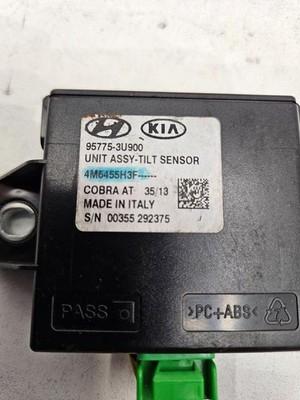 KIA
95775-3U900
UNIT ASSY-TILT SENSOR
4M6455H3F------
COBRA AT 35/13
MADE IN ITALY
S/N 00355 292375
PASS
>PC+ABS<
7